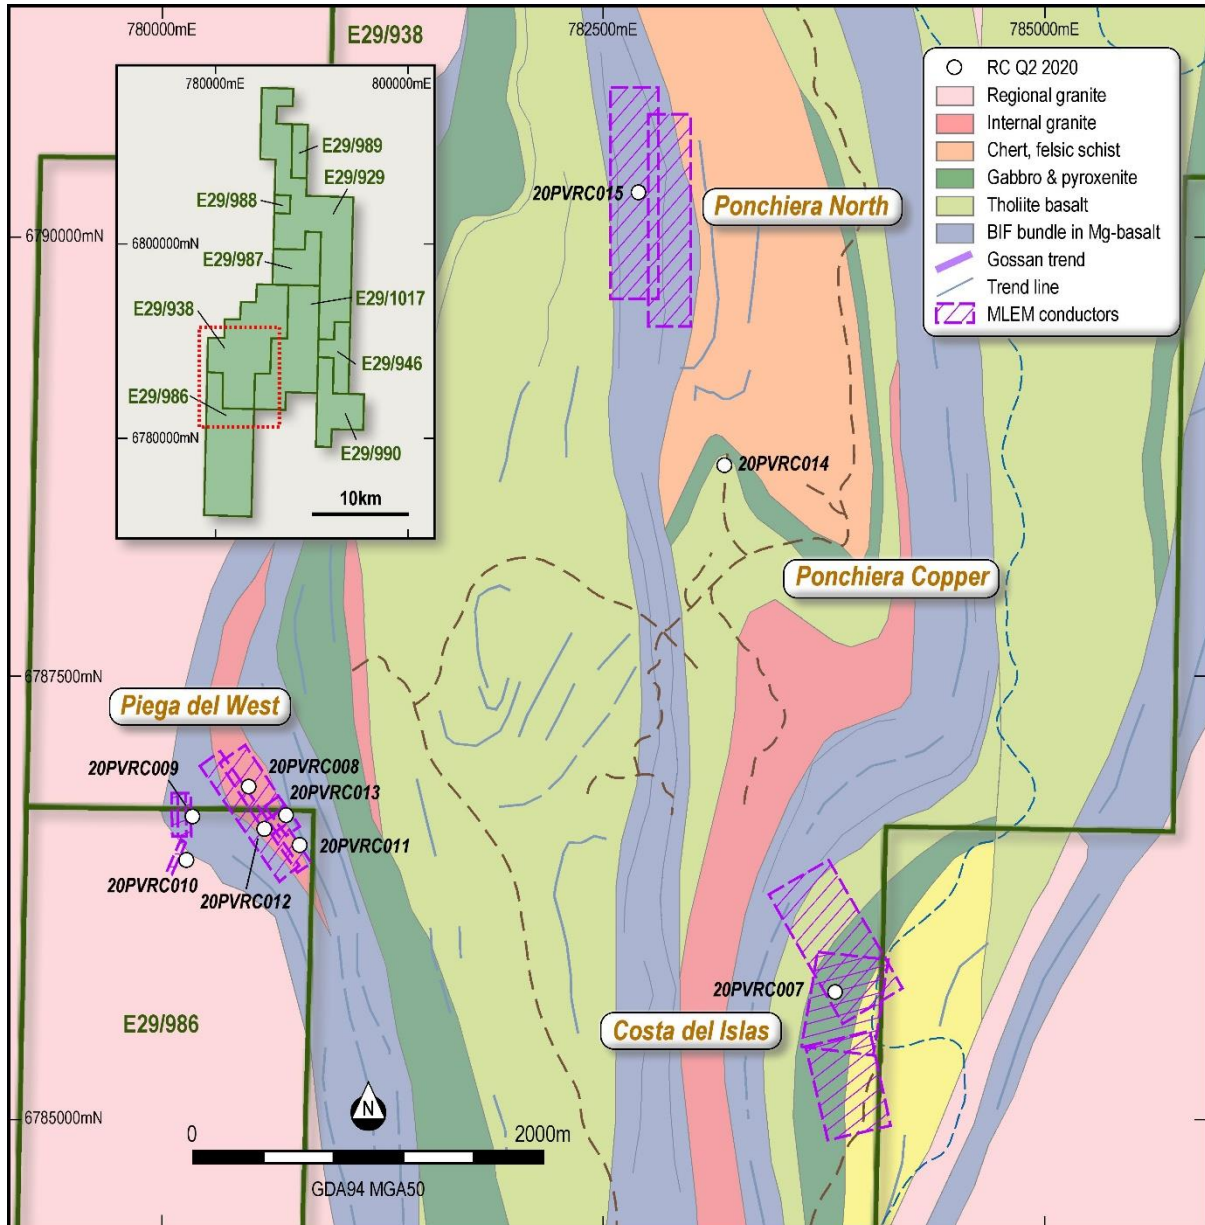 780000mE
782500mE
785000mE
E29/938
RC Q2 2020
Regional granite
Internal granite
Chert, felsic schist
Gabbro & pyroxenite
Tholiite basalt
BIF bundle in Mg-basalt
Gossan trend
Trend line
MLEM conductors
780000mE
800000mE
E29/989
E29/929
E29/988
6800000mN
E29/987
E29/1017
E29/938
E29/946
E29/986
6780000mN
E29/990
10km
20PVRC015
Ponchiera North
6790000mN
20PVRC014
Ponchiera Copper
6787500mN
Piega del West
20PVRC009
20PVRC008
20PVRC013
20PVRC011
20PVRC010
20PVRC012
20PVRC007
Costa del Islas
E29/986
6785000mN
N
0
2000m
GDA94 MGA50